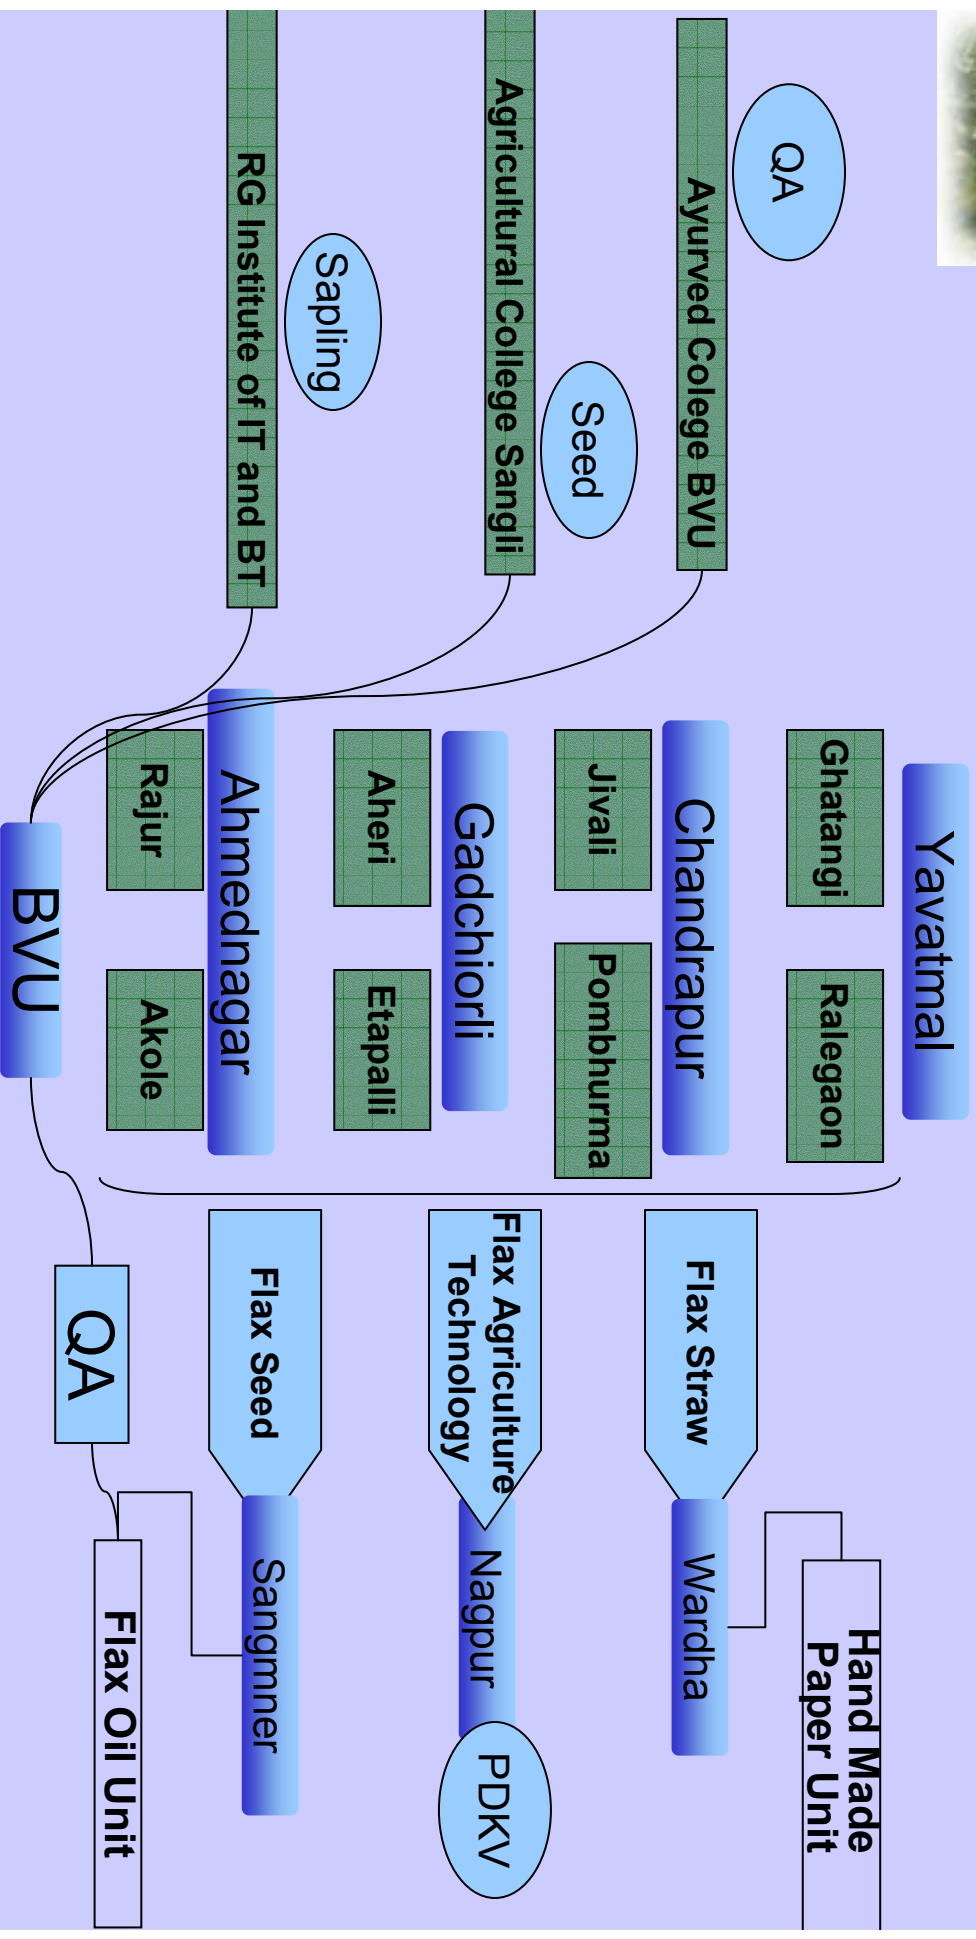 QA
Ayurved Colege BVU
Seed
Agricultural College Sangli
Sapling
RG Institute of IT and BT
Yavatmal
Ghatangi
Ralegaon
Chandrapur
Jivali
Pombhurma
Gadchiorli
Aheri
Etapalli
Ahmednagar
Rajur
Akole
BVU
Hand Made
Paper Unit
Flax Straw
Wardha
Flax Agriculture
Technology
Nagpur
PDKV
Flax Seed
Sangmner
QA
Flax Oil Unit